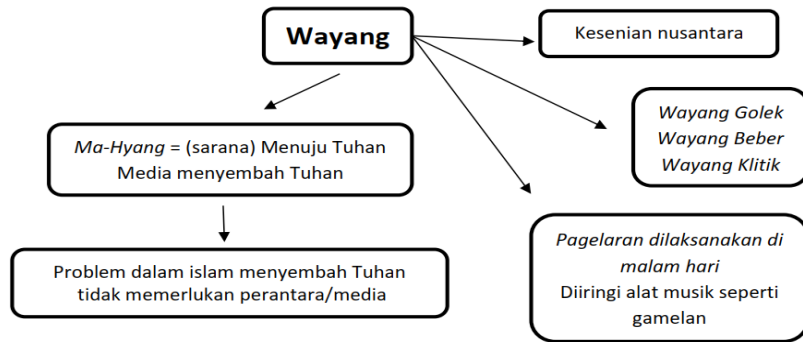 Wayang
Kesenian nusantara
Wayang Golek
Wayang Beber
Wayang Klitik
Ma-Hyang = (sarana) Menuju Tuhan
Media menyembah Tuhan
Pagelaran dilaksanakan di
malam hari
Diiringi alat musik seperti
gamelan
Problem dalam islam menyembah Tuhan
tidak memerlukan perantara/media